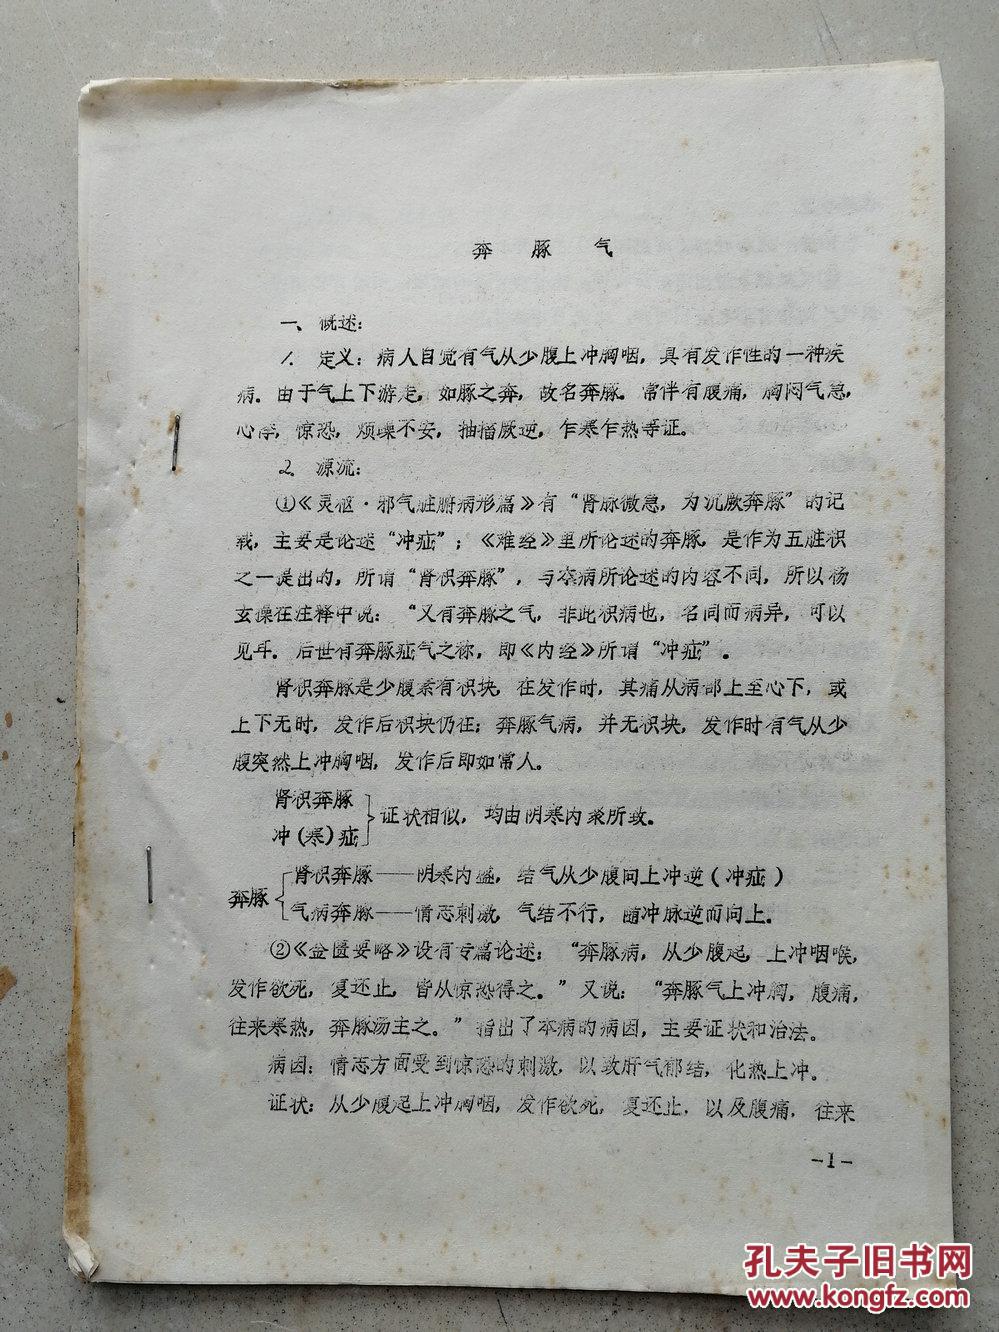 奔 豚 气
一、概述：
1. 定义：病人自觉有气从少腹上冲胸咽，具有发作性的一种疾
病。由于气上下游走，如豚之奔，故名奔豚。常伴有腹痛，胸闷气急，
心悸，惊恐，烦躁不安，抽搐厥逆，乍寒乍热等证。
2. 源流：
①《灵枢·邪气脏腑病形篇》有“肾脉微急，为沉厥奔豚”的记
载，主要是论述“冲疝”；《难经》里所论述的奔豚，是作为五脏积
之一提出的，所谓“肾积奔豚”，与本病所论述的内容不同，所以杨
玄操在注释中说：“又有奔豚之气，非此积病也，名同而病异，可以
见乎。后世有奔豚疝气之称，即《内经》所谓“冲疝”。
肾积奔豚是少腹素有积块，在发作时，其痛从病部上至心下，或
上下无时，发作后积块仍在；奔豚气病，并无积块，发作时有气从少
腹突然上冲胸咽，发作后即如常人。
肾积奔豚
冲(寒)疝
证状相似，均由阴寒内乘所致。
奔豚
肾积奔豚——阴寒内盛，结气从少腹向上冲逆(冲疝)
气病奔豚——情志刺激，气结不行，随冲脉逆而向上。
②《金匮要略》设有专篇论述：“奔豚病，从少腹起，上冲咽喉，
发作欲死，复还止，皆从惊恐得之。”又说：“奔豚气上冲胸，腹痛，
往来寒热，奔豚汤主之。”指出了本病的病因，主要证状和治法。
病因：情志方面受到惊恐的刺激，以致肝气郁结，化热上冲。
证状：从少腹起上冲胸咽，发作欲死，复还止，以及腹痛，往来
-1-
孔夫子旧书网
www.kongfz.com